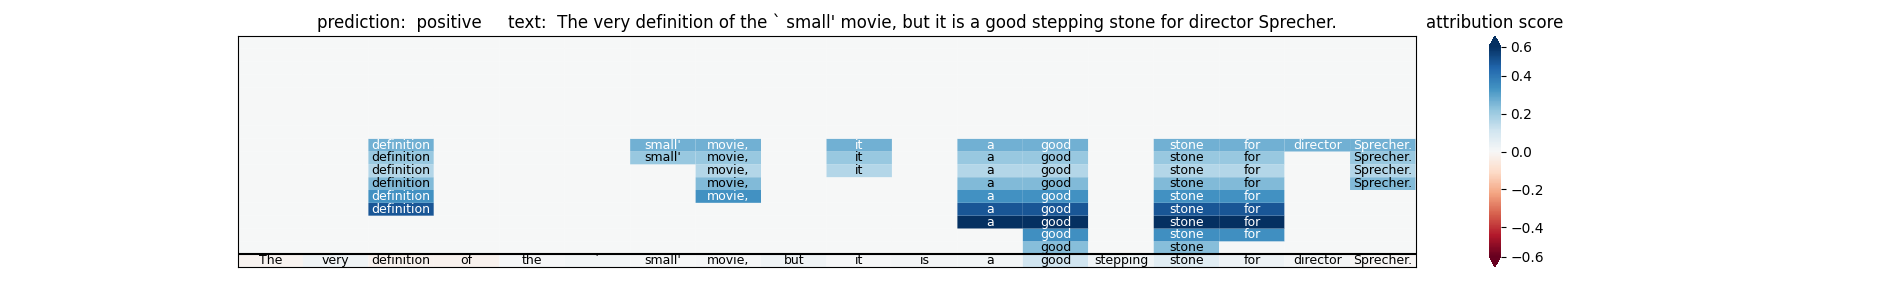 prediction:  positive     text:  The very definition of the ` small' movie, but it is a good stepping stone for director Sprecher.
attribution score
definition small' movie, it a good stone for director Sprecher.
definition small' movie, it a good stone for Sprecher.
definition movie, it a good stone for Sprecher.
definition movie, a good stone for Sprecher.
definition movie, a good stone for
definition a good stone for
a good stone for
good stone for
good stone
The very definition of the ` small' movie, but it is a good stepping stone for director Sprecher.
0.6
0.4
0.2
0.0
−0.2
−0.4
−0.6